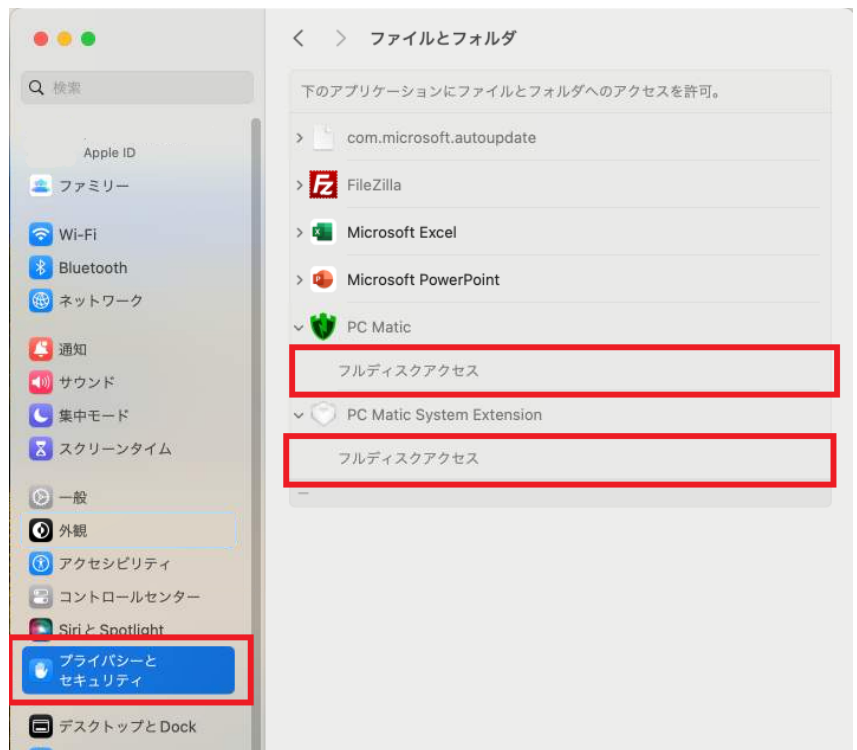 検索
Apple ID
ファミリー
Wi-Fi
Bluetooth
ネットワーク
通知
サウンド
集中モード
スクリーンタイム
一般
外観
アクセシビリティ
コントロールセンター
Siri と Spotlight
プライバシーと
セキュリティ
デスクトップと Dock
ファイルとフォルダ
下のアプリケーションにファイルとフォルダへのアクセスを許可。
com.microsoft.autoupdate
Fz
FileZilla
Microsoft Excel
Microsoft PowerPoint
PC Matic
フルディスクアクセス
PC Matic System Extension
フルディスクアクセス